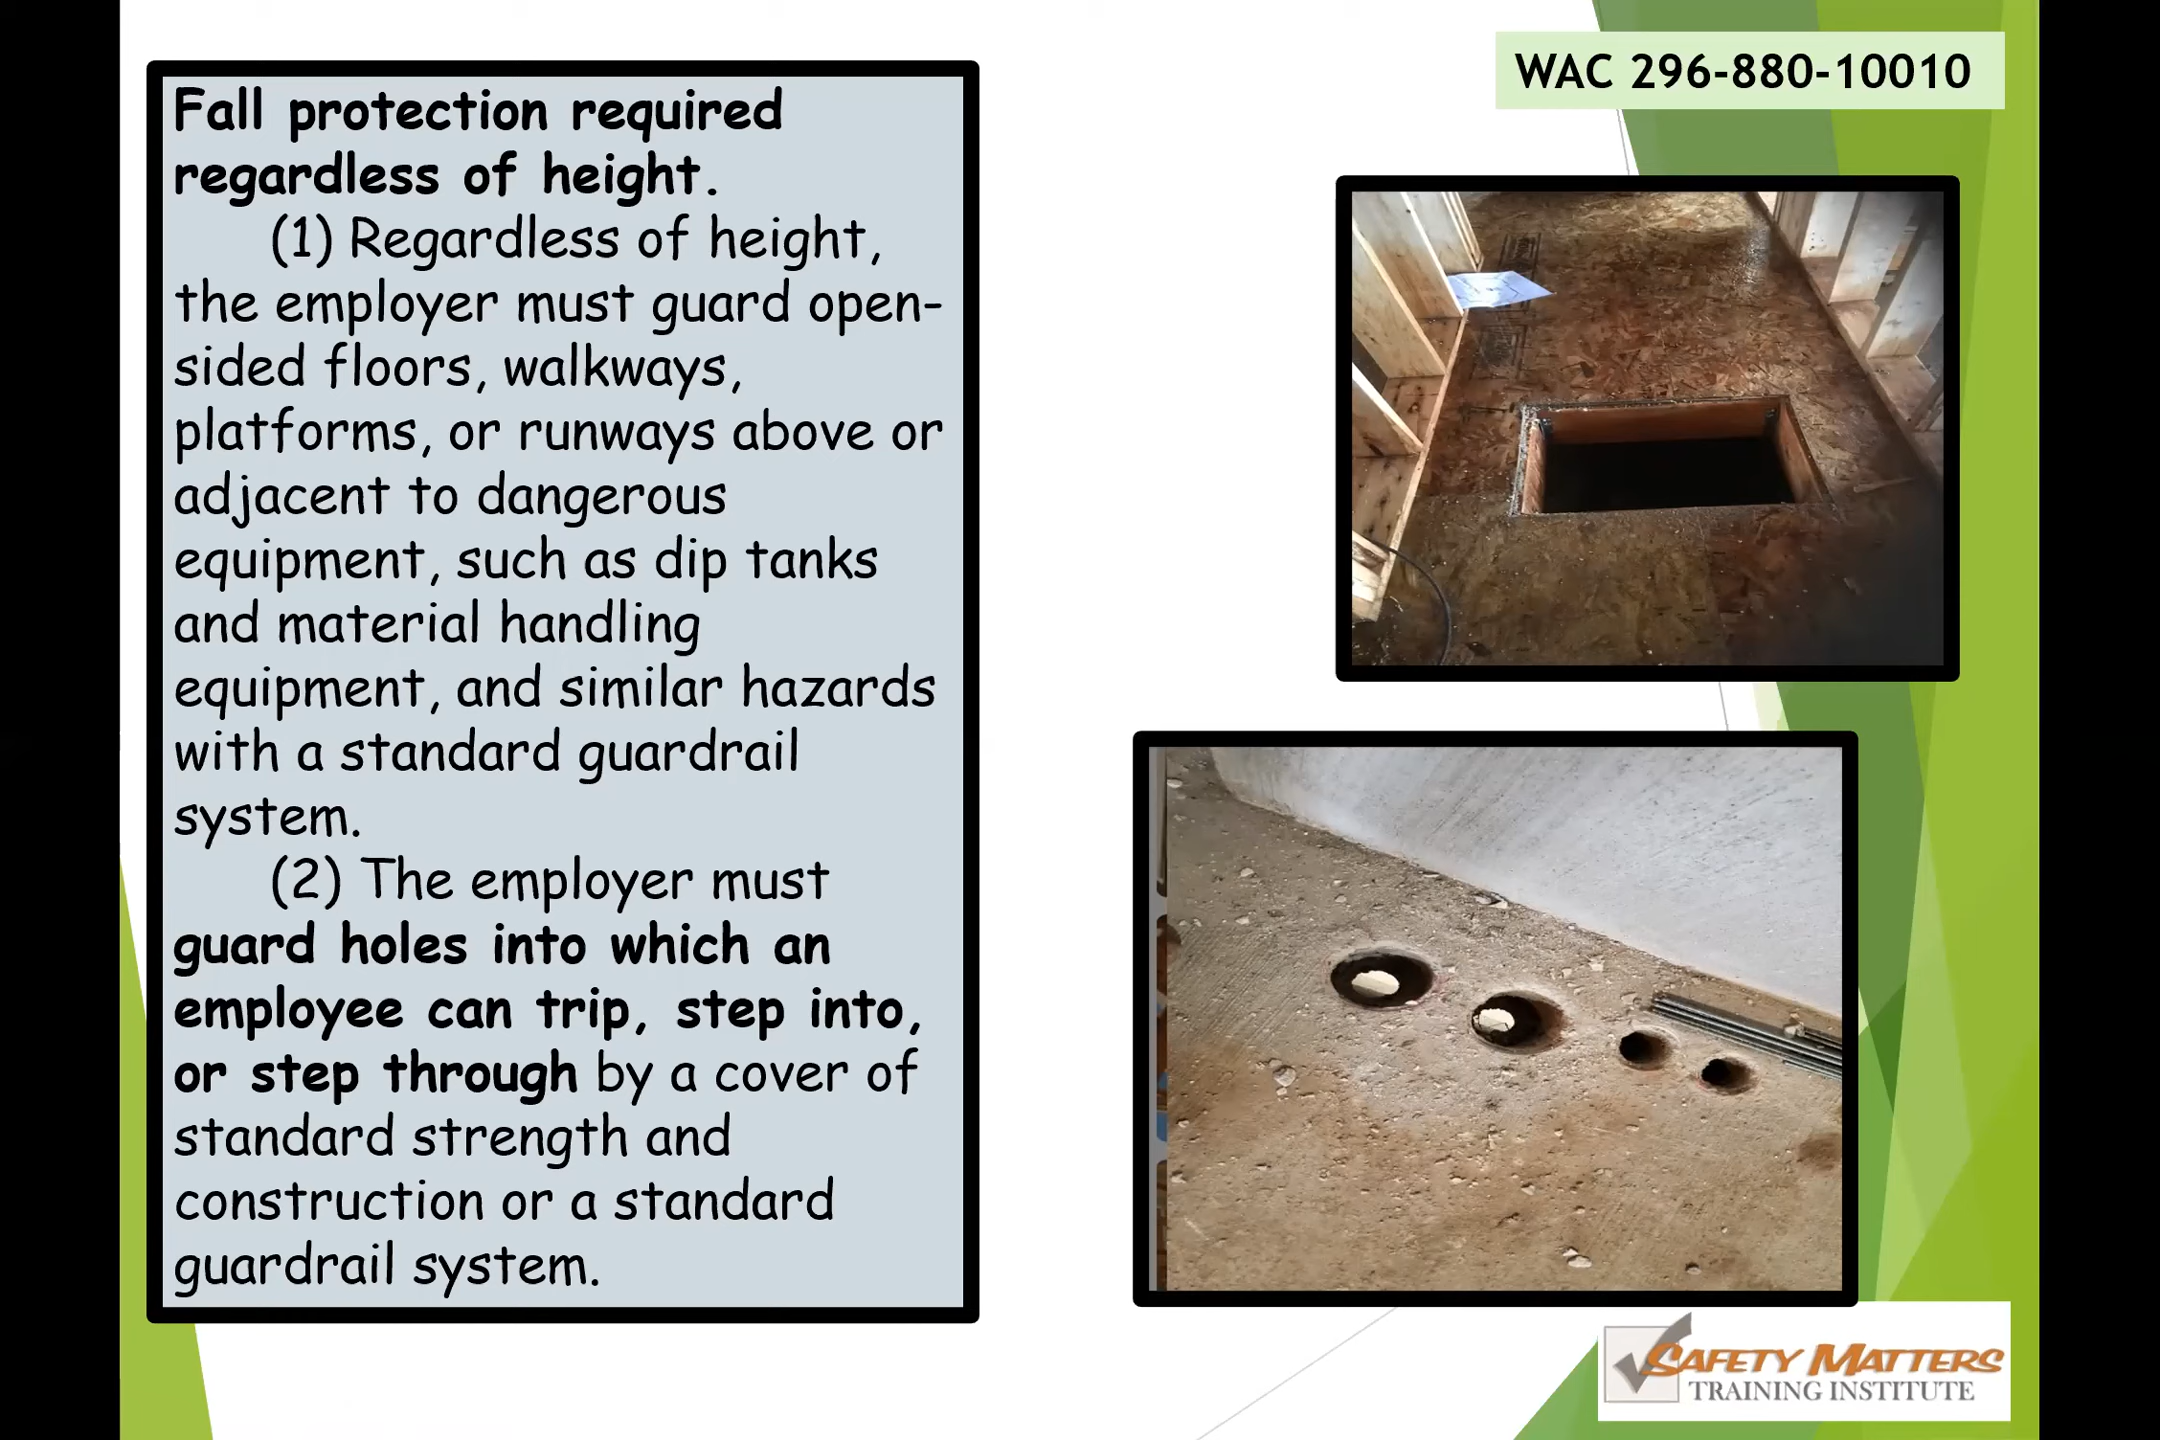 WAC 296-880-10010
Fall protection required
regardless of height.
(1) Regardless of height,
the employer must guard open-
sided floors, walkways,
platforms, or runways above or
adjacent to dangerous
equipment, such as dip tanks
and material handling
equipment, and similar hazards
with a standard guardrail
system.
(2) The employer must
guard holes into which an
employee can trip, step into,
or step through by a cover of
standard strength and
construction or a standard
guardrail system.
SAFETY MATTERS
TRAINING INSTITUTE